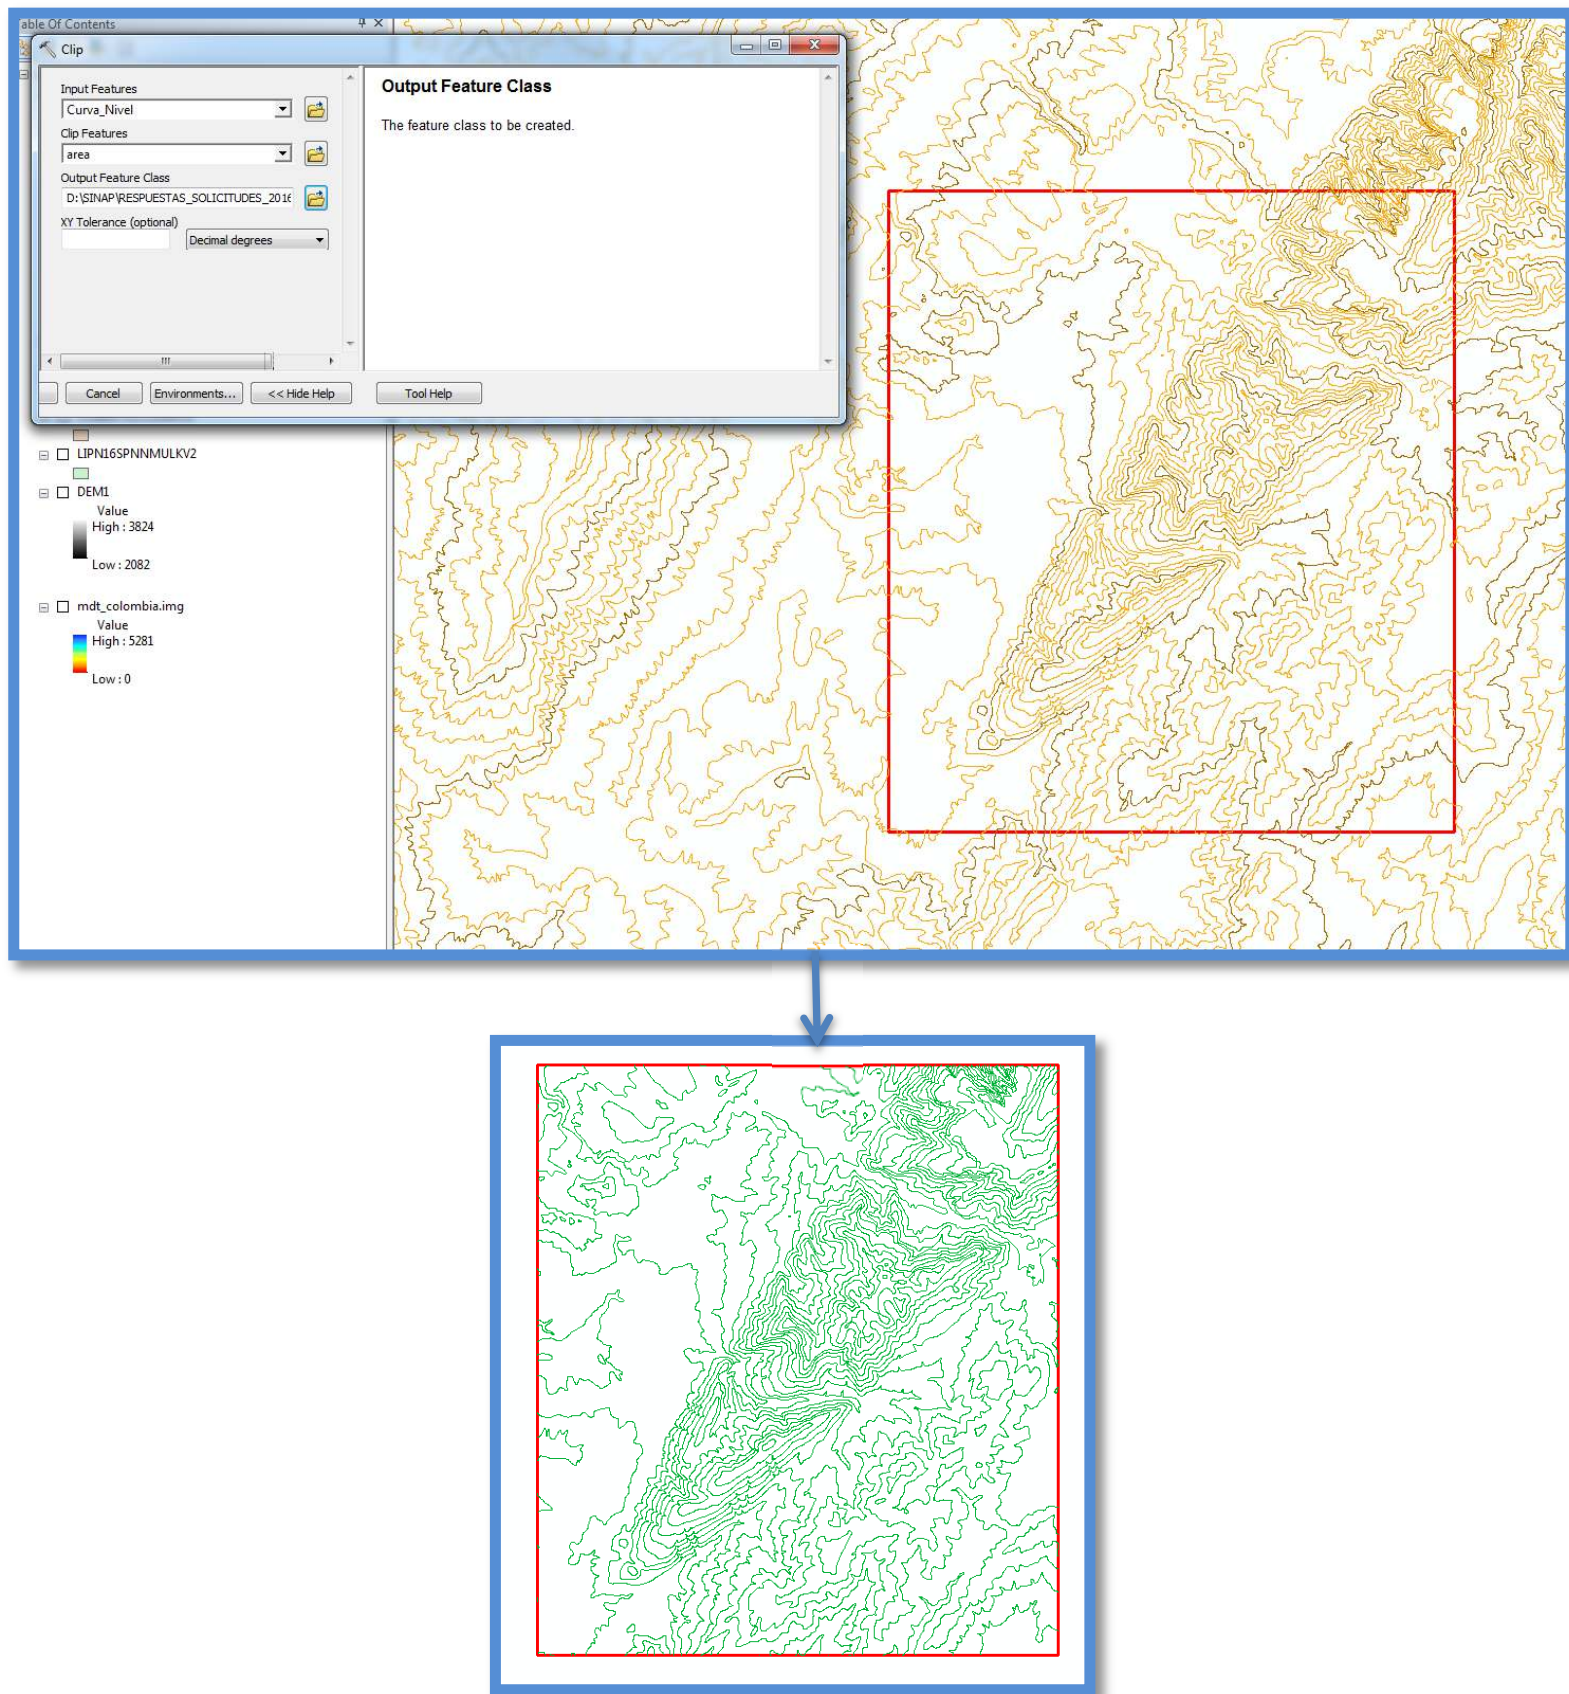 able Of Contents
Clip
Input Features
Curva_Nivel
Clip Features
area
Output Feature Class
D:\SINAP\RESPUESTAS_SOLICITUDES_2016
XY Tolerance (optional)
Decimal degrees
Output Feature Class
The feature class to be created.
Cancel
Environments...
<< Hide Help
Tool Help
LIPN16SPNNMULKV2
DEM1
Value
High : 3824
Low : 2082
mdt_colombia.img
Value
High : 5281
Low : 0